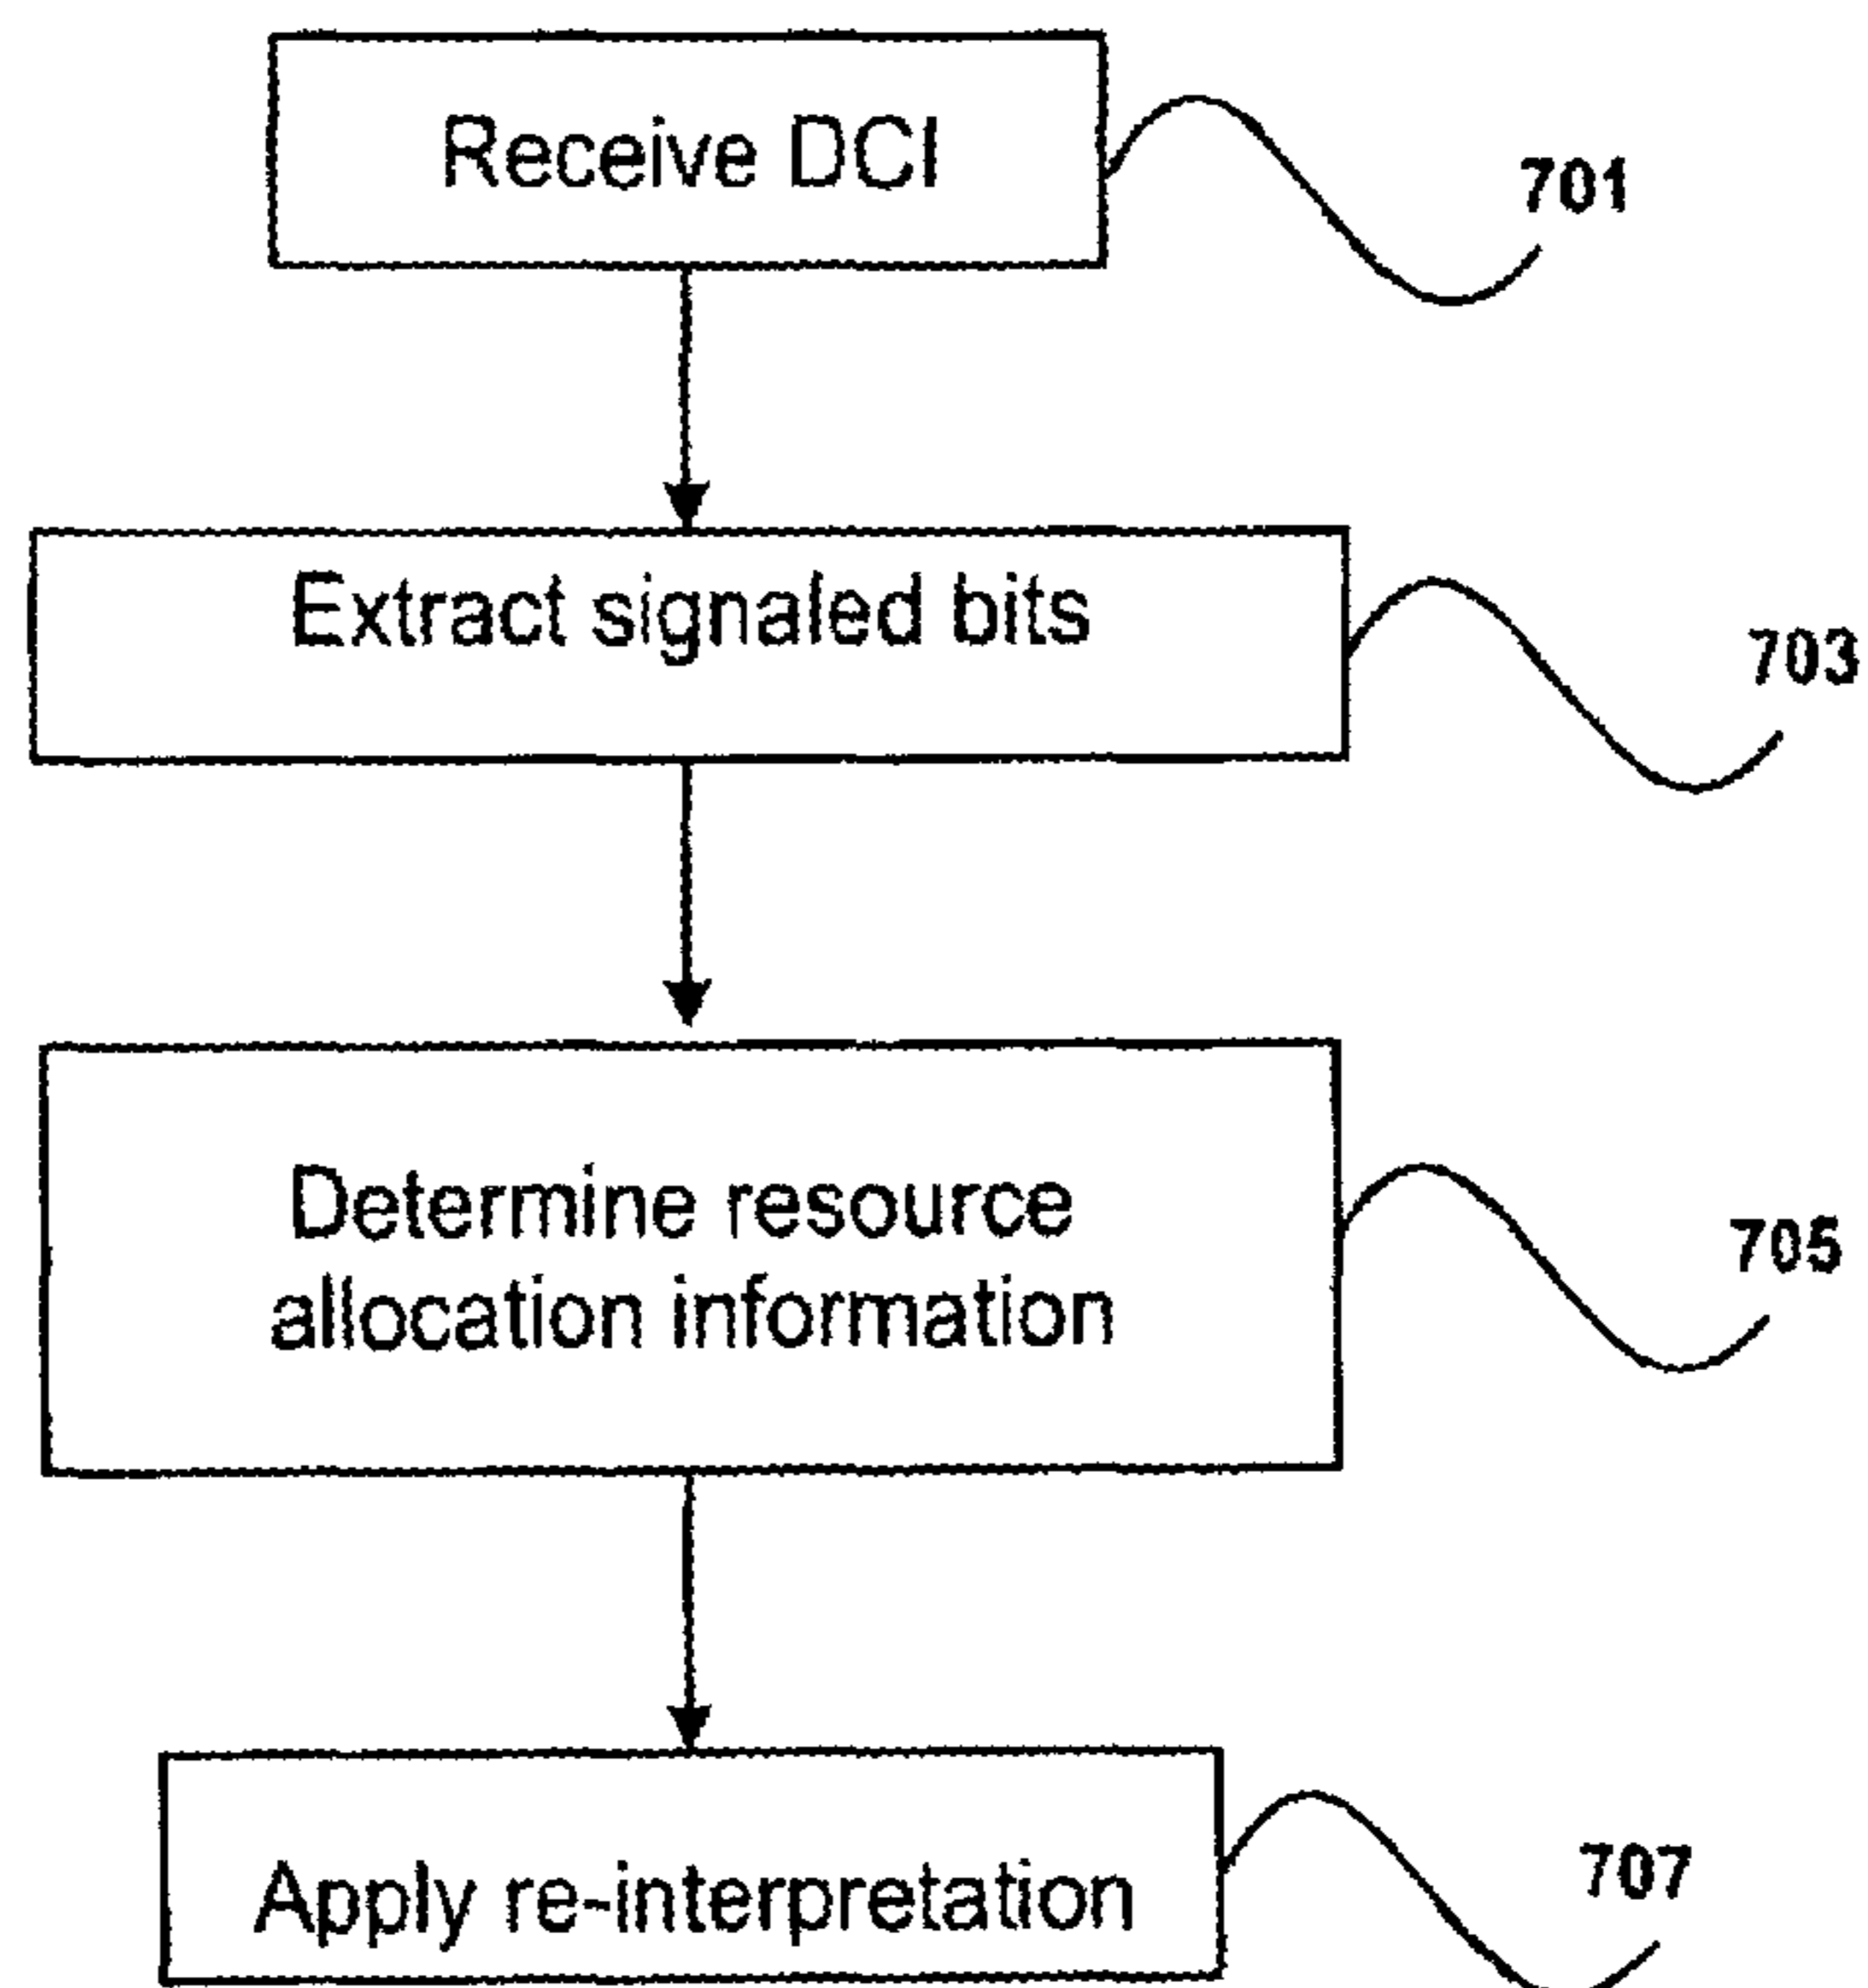 Receive DCI
701
Extract signaled bits
703
Determine resource
allocation information
705
Apply re-interpretation
707